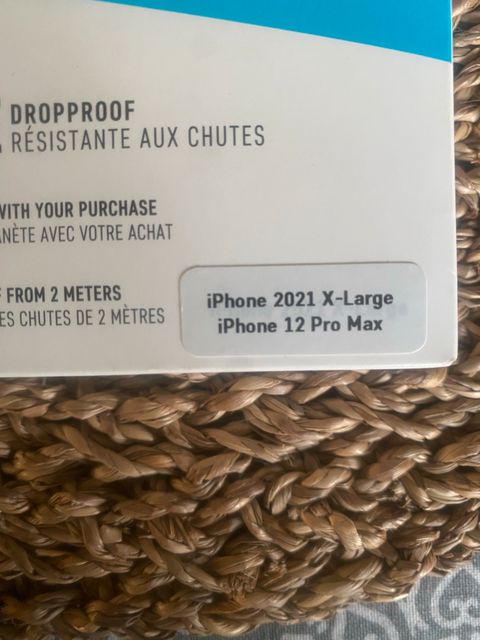 DROPPROOF
RÉSISTANTE AUX CHUTES
WITH YOUR PURCHASE
AVEC VOTRE ACHAT
FROM 2 METERS
ES CHUTES DE 2 MÈTRES
iPhone 2021 X-Large
iPhone 12 Pro Max